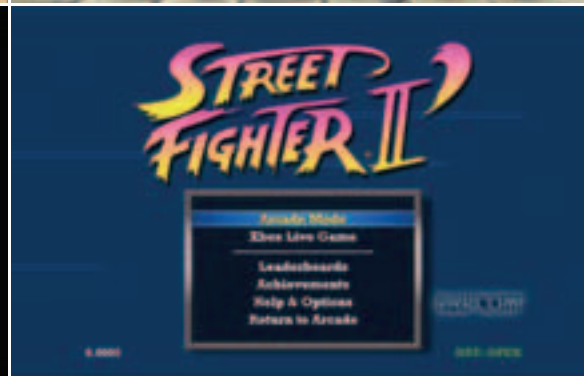 STREET
FIGHTER II'
Arcade Mode
Xbox Live Game
Leaderboards
Achievements
Help & Options
Return to Arcade